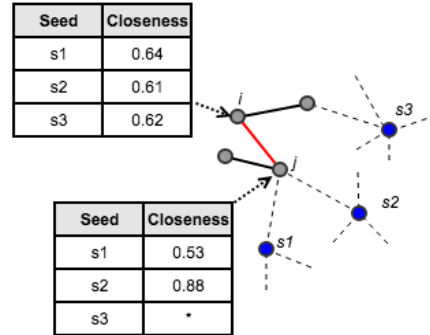 Seed Closeness
s1 0.64
s2 0.61
s3 0.62
i
s3
j
s2
s1
Seed Closeness
s1 0.53
s2 0.88
s3 *